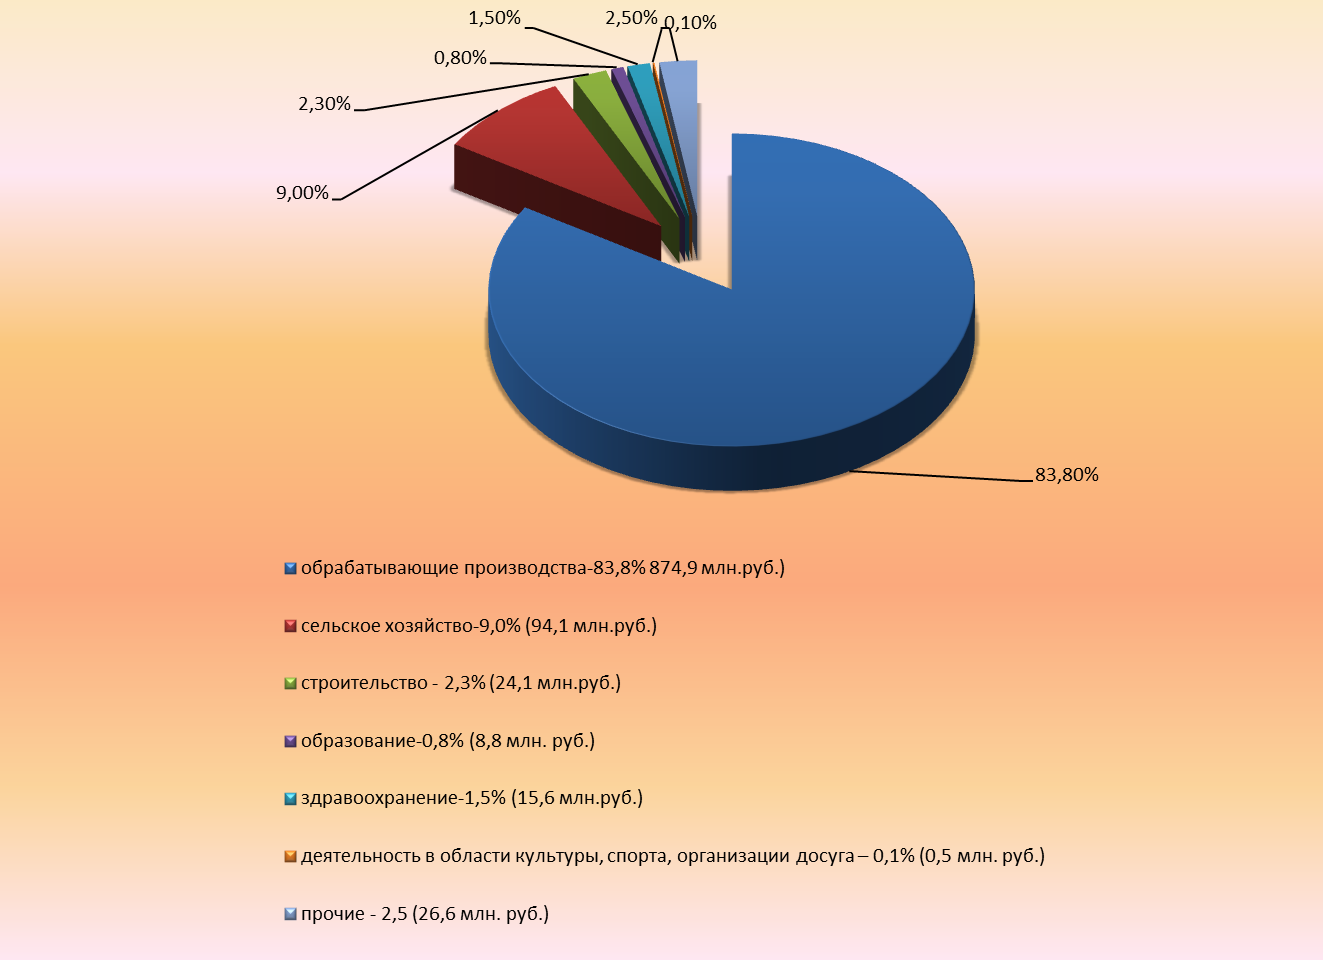 1,50%
2,50%
0,10%
0,80%
2,30%
9,00%
83,80%
обрабатывающие производства-83,8% 874,9 млн.руб.)
сельское хозяйство-9,0% (94,1 млн.руб.)
строительство - 2,3% (24,1 млн.руб.)
образование-0,8% (8,8 млн. руб.)
здравоохранение-1,5% (15,6 млн.руб.)
деятельность в области культуры, спорта, организации досуга – 0,1% (0,5 млн. руб.)
прочие - 2,5 (26,6 млн. руб.)